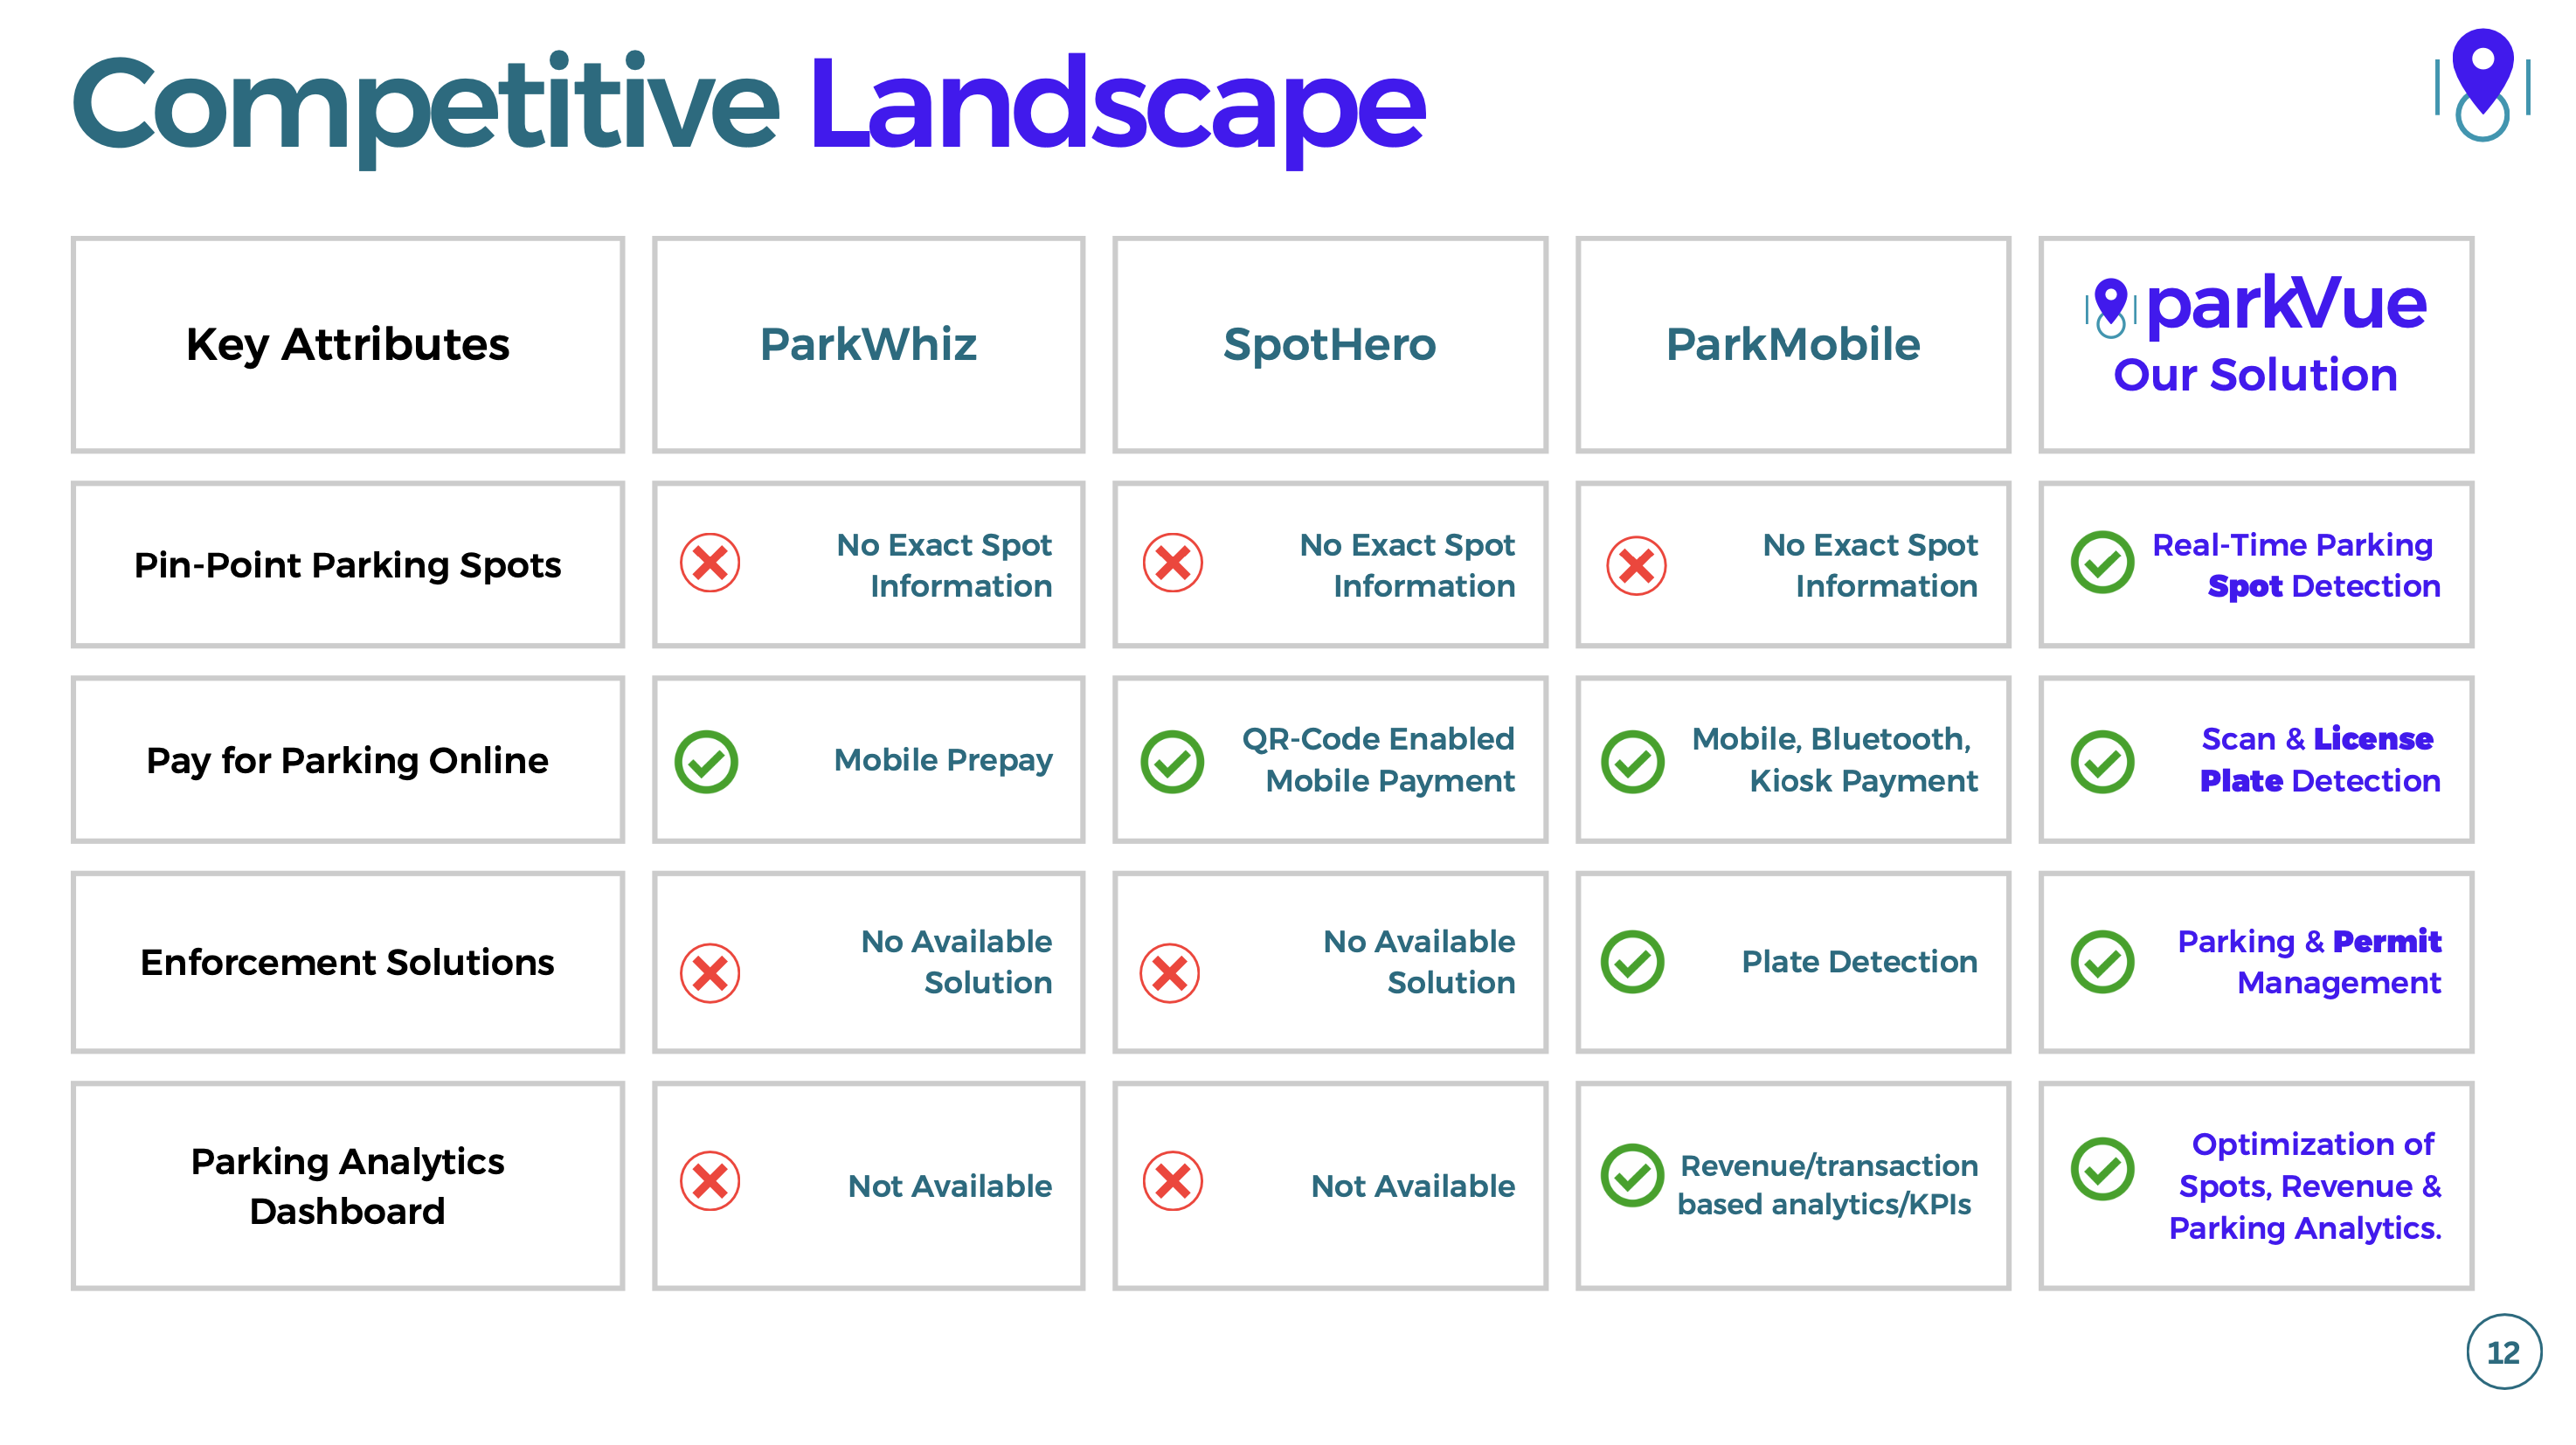 Competitive Landscape
Key Attributes
ParkWhiz
SpotHero
ParkMobile
parkVue
Our Solution
Pin-Point Parking Spots
No Exact Spot
Information
No Exact Spot
Information
No Exact Spot
Information
Real-Time Parking
Spot Detection
Pay for Parking Online
Mobile Prepay
QR-Code Enabled
Mobile Payment
Mobile, Bluetooth,
Kiosk Payment
Scan & License
Plate Detection
Enforcement Solutions
No Available
Solution
No Available
Solution
Plate Detection
Parking & Permit
Management
Parking Analytics
Dashboard
Not Available
Not Available
Revenue/transaction
based analytics/KPIs
Optimization of
Spots, Revenue &
Parking Analytics.
12